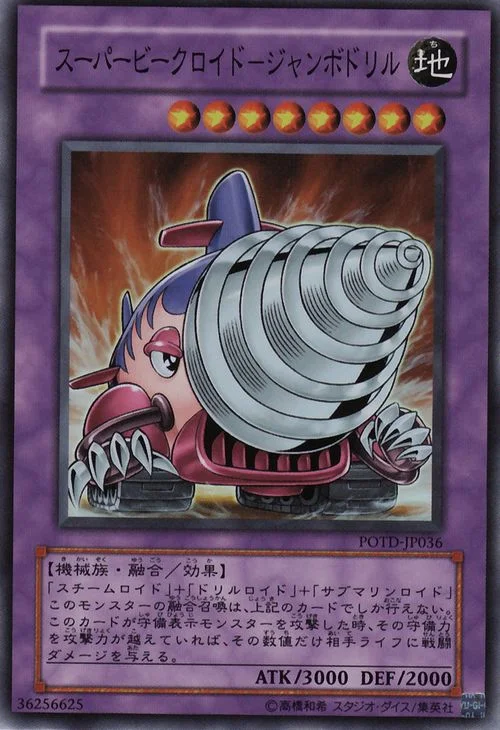 スーパービークロイド－ジャンボドリル
地
POTD-JP036
【機械族・融合／効果】
「スチームロイド」+「ドリルロイド」+「サブマリンロイド」
このモンスターの融合召喚は、上記のカードでしか行えない。
このカードが守備表示モンスターを攻撃した時、その守備力
を攻撃力が越えていれば、その数値だけ相手ライフに戦闘
ダメージを与える。
ATK/3000 DEF/2000
36256625
©高橋和希 スタジオ・ダイス/集英社